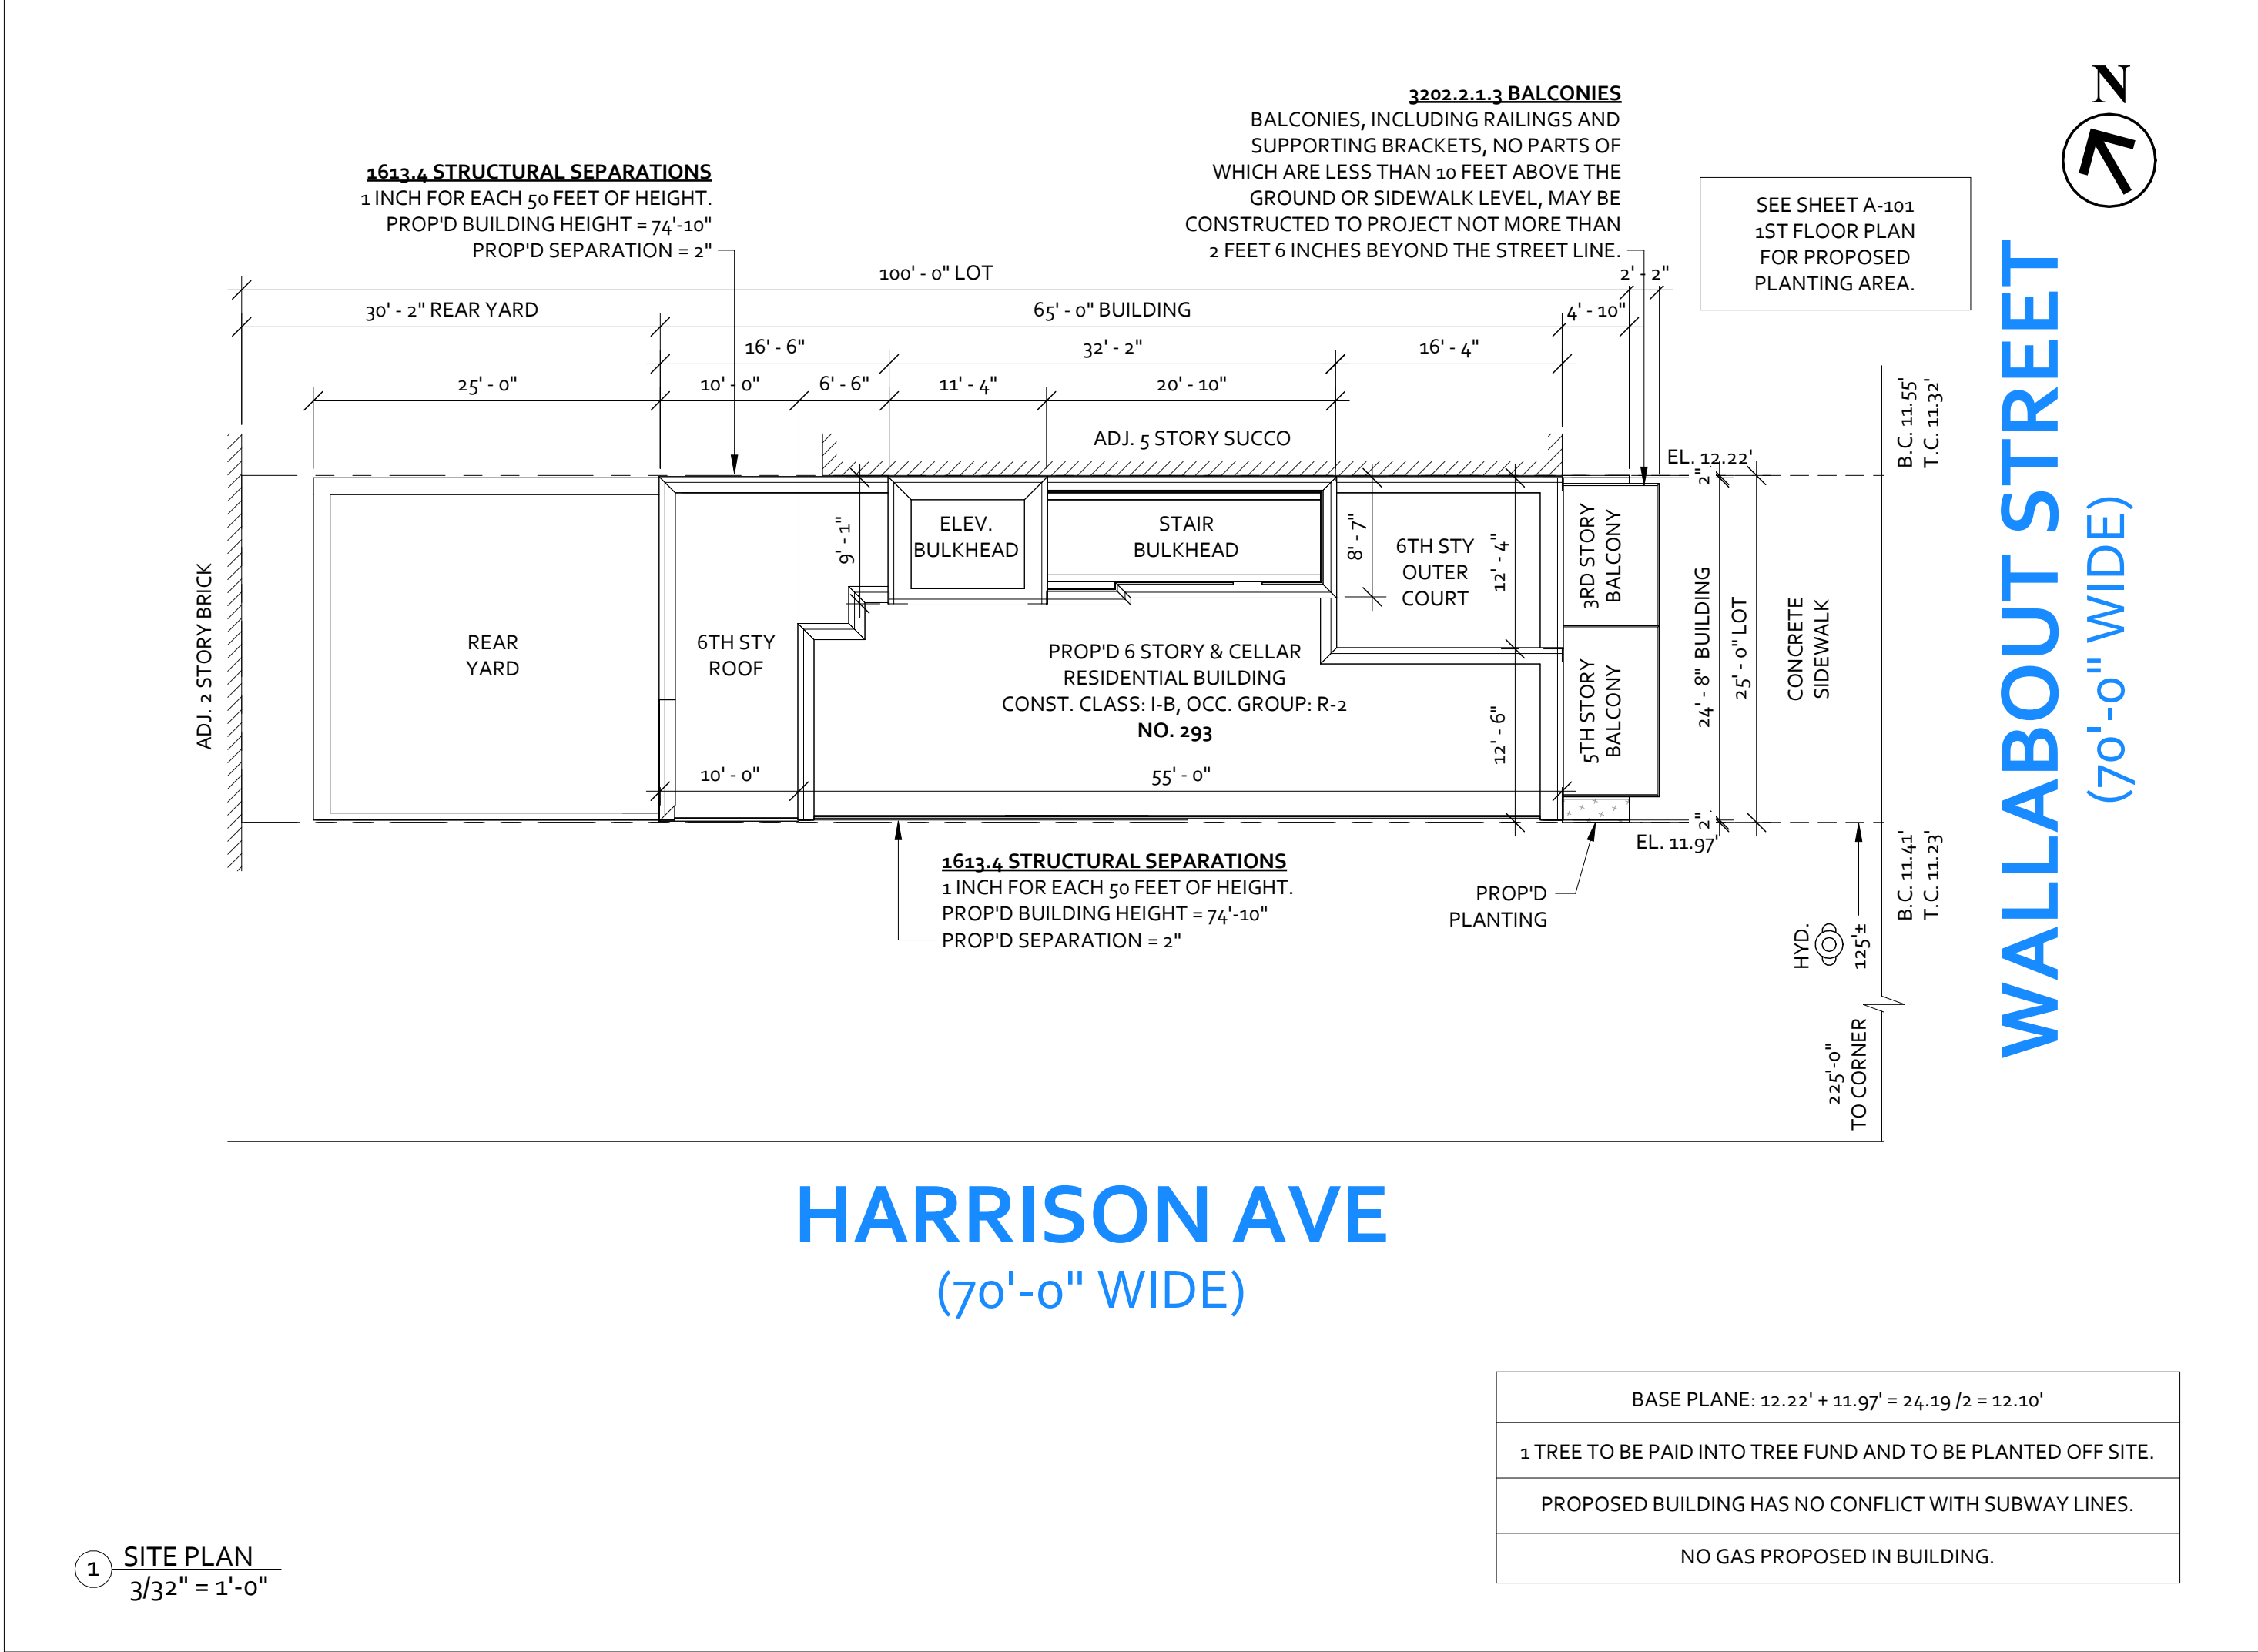 3202.2.1.3 BALCONIES
BALCONIES, INCLUDING RAILINGS AND
SUPPORTING BRACKETS, NO PARTS OF
WHICH ARE LESS THAN 10 FEET ABOVE THE
GROUND OR SIDEWALK LEVEL, MAY BE
CONSTRUCTED TO PROJECT NOT MORE THAN
2 FEET 6 INCHES BEYOND THE STREET LINE.
N
1613.4 STRUCTURAL SEPARATIONS
1 INCH FOR EACH 50 FEET OF HEIGHT.
PROP'D BUILDING HEIGHT = 74'-10"
PROP'D SEPARATION = 2"
SEE SHEET A-101
1ST FLOOR PLAN
FOR PROPOSED
PLANTING AREA.
100' - 0" LOT
2' - 2"
30' - 2" REAR YARD
65' - 0" BUILDING
4' - 10"
16' - 6"
32' - 2"
16' - 4"
25' - 0"
10' - 0"
6' - 6"
11' - 4"
20' - 10"
ADJ. 5 STORY SUCCO
EL. 12.22'
B.C. 11.55'
T.C. 11.32'
2"
9' - 1"
ELEV.
BULKHEAD
STAIR
BULKHEAD
8' - 7"
6TH STY
OUTER
COURT
12' - 4"
3RD STORY
BALCONY
ADJ. 2 STORY BRICK
REAR
YARD
6TH STY
ROOF
PROP'D 6 STORY & CELLAR
RESIDENTIAL BUILDING
CONST. CLASS: I-B, OCC. GROUP: R-2
NO. 293
12' - 6"
5TH STORY
BALCONY
24' - 8" BUILDING
25' - 0" LOT
CONCRETE
SIDEWALK
WALLABOUT STREET
(70'-0" WIDE)
10' - 0"
55' - 0"
2"
EL. 11.97'
B.C. 11.41'
T.C. 11.23'
1613.4 STRUCTURAL SEPARATIONS
1 INCH FOR EACH 50 FEET OF HEIGHT.
PROP'D BUILDING HEIGHT = 74'-10"
PROP'D SEPARATION = 2"
PROP'D
PLANTING
HYD.
125'±
225'-0"
TO CORNER
HARRISON AVE
(70'-0" WIDE)
BASE PLANE: 12.22' + 11.97' = 24.19 /2 = 12.10'
1 TREE TO BE PAID INTO TREE FUND AND TO BE PLANTED OFF SITE.
PROPOSED BUILDING HAS NO CONFLICT WITH SUBWAY LINES.
NO GAS PROPOSED IN BUILDING.
1
SITE PLAN
3/32" = 1'-0"